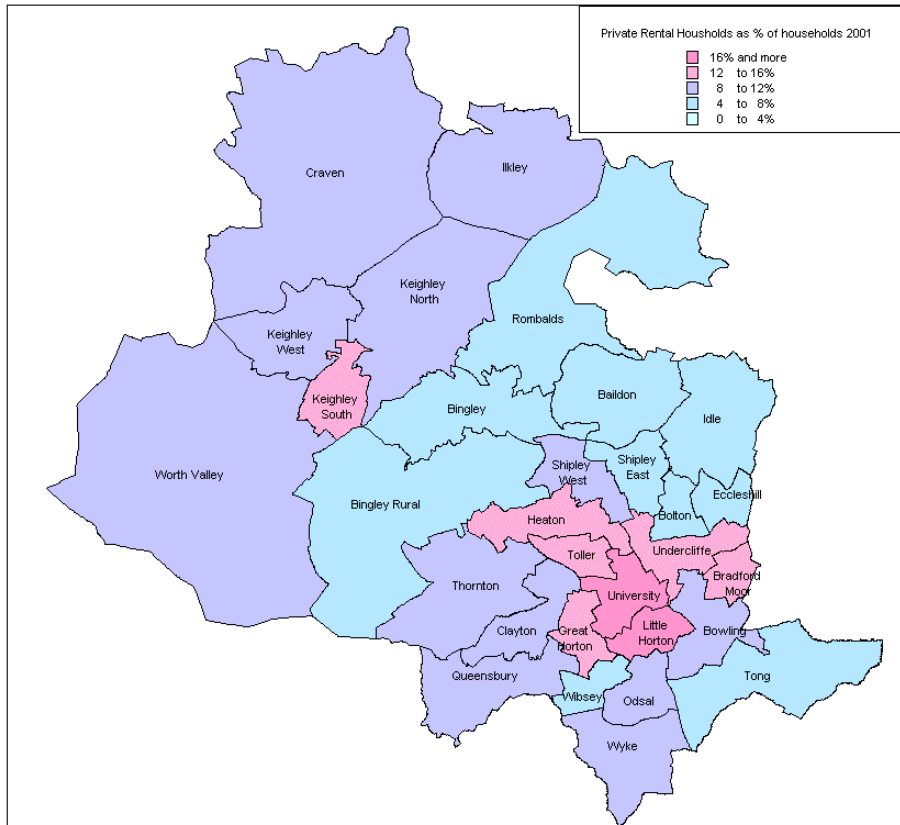 Private Rental Housholds as % of households 2001
16% and more
12 to 16%
8 to 12%
4 to 8%
0 to 4%
Craven
Ilkley
Keighley
North
Rombalds
Keighley
West
Keighley
South
Bingley
Baildon
Idle
Worth Valley
Shipley
West
Shipley
East
Bingley Rural
Eccleshill
Bolton
Heaton
Toller
Undercliffe
Bradford
Moor
Thornton
University
Clayton
Great
Horton
Little
Horton
Bowling
Queensbury
Wibsey
Odsal
Tong
Wyke